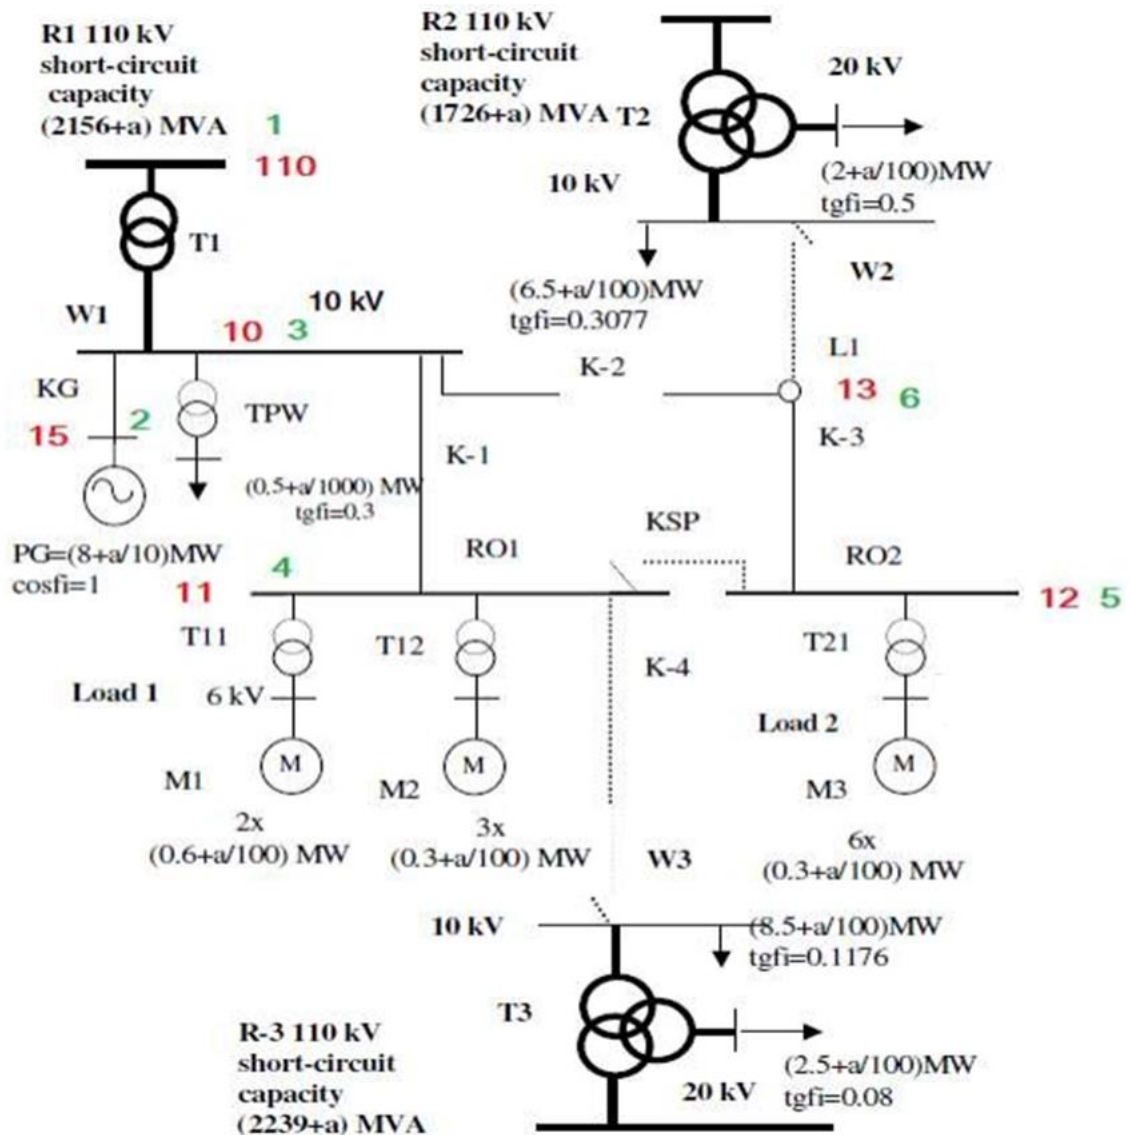 R1 110 kV
short-circuit
capacity
(2156+a) MVA
1
110
T1
R2 110 kV
short-circuit
capacity
(1726+a) MVA T2
20 kV
(2+a/100)MW
tgfi=0.5
10 kV
(6.5+a/100)MW
tgfi=0.3077
W2
W1
10 kV
10 3
K-2
L1
13 6
K-3
KG
2
15
TPW
K-1
(0.5+a/1000) MW
tgfi=0.3
PG=(8+a/10)MW
cosfi=1
KSP
RO1
RO2
4
11
12 5
T11
T12
T21
K-4
Load 1
6 kV
Load 2
M
M
M
M1
M2
M3
2x
(0.6+a/100) MW
3x
(0.3+a/100) MW
6x
(0.3+a/100) MW
W3
10 kV
(8.5+a/100)MW
tgfi=0.1176
T3
R-3 110 kV
short-circuit
capacity
(2239+a) MVA
20 kV
(2.5+a/100)MW
tgfi=0.08